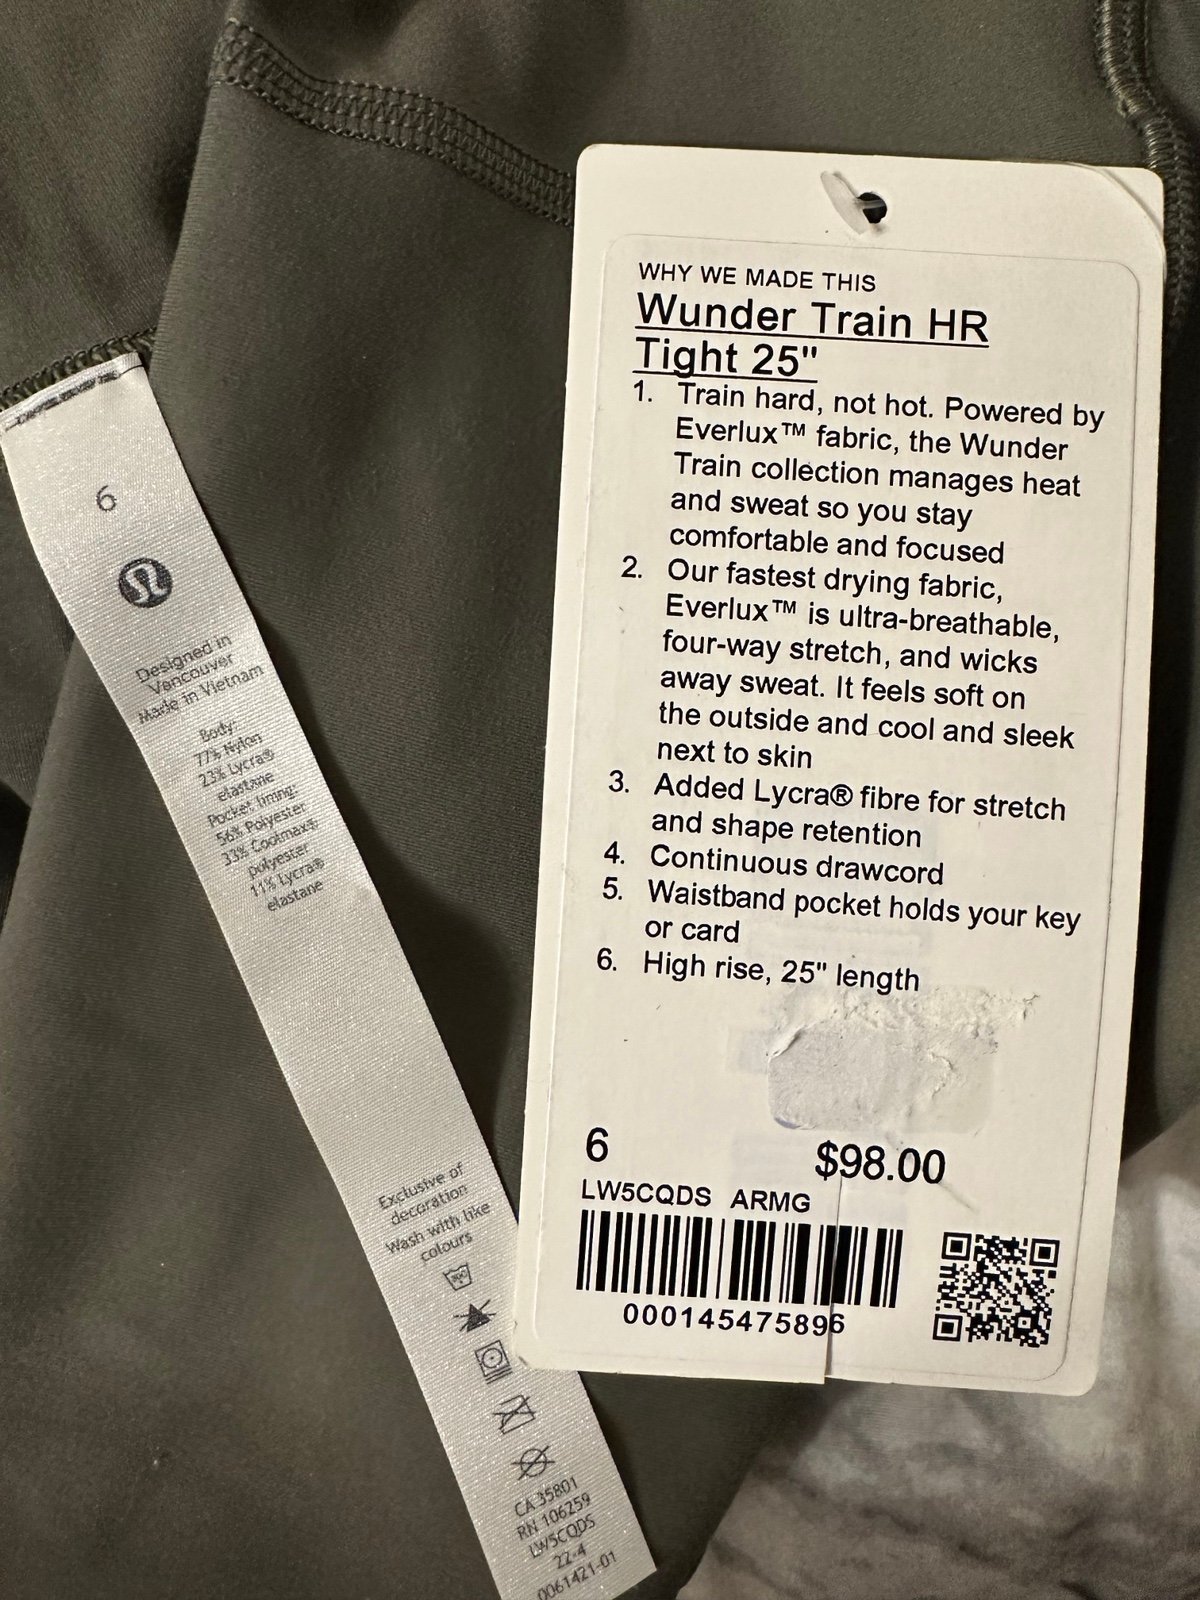 WHY WE MADE THIS
Wunder Train HR
Tight 25"
1. Train hard, not hot. Powered by
Everlux™ fabric, the Wunder
Train collection manages heat
and sweat so you stay
comfortable and focused
2. Our fastest drying fabric,
Everlux™ is ultra-breathable,
four-way stretch, and wicks
away sweat. It feels soft on
the outside and cool and sleek
next to skin
3. Added Lycra® fibre for stretch
and shape retention
4. Continuous drawcord
5. Waistband pocket holds your key
or card
6. High rise, 25" length
6 $98.00
LW5CQDS ARMG
000145475896
6
Designed in
Vancouver
Made in Vietnam
Body:
77% Nylon
23% Lycra®
elastane
Pocket lining:
56% Polyester
33% Coolmax®
polyester
11% Lycra®
elastane
Exclusive of
decoration
Wash with like
colours
CA 35801
RN 106259
LW5CQDS
22-4
0061421-01